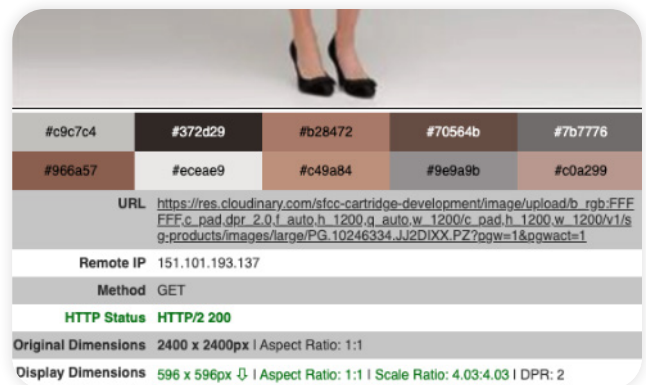 #c9c7c4 #372d29 #b28472 #70564b #7b7776
#966a57 #eceae9 #c49a84 #9e9a9b #c0a299
URL https://res.cloudinary.com/sfcc-cartridge-development/image/upload/b_rgb:FFF
FFF,c_pad,dpr_2.0,f_auto,h_1200,q_auto,w_1200/c_pad,h_1200,w_1200/v1/s
g-products/images/large/PG.10246334.JJ2DIXX.PZ?pgw=1&pgwact=1
Remote IP 151.101.193.137
Method GET
HTTP Status HTTP/2 200
Original Dimensions 2400 x 2400px | Aspect Ratio: 1:1
Display Dimensions 596 x 596px ⇩ | Aspect Ratio: 1:1 | Scale Ratio: 4.03:4.03 | DPR: 2